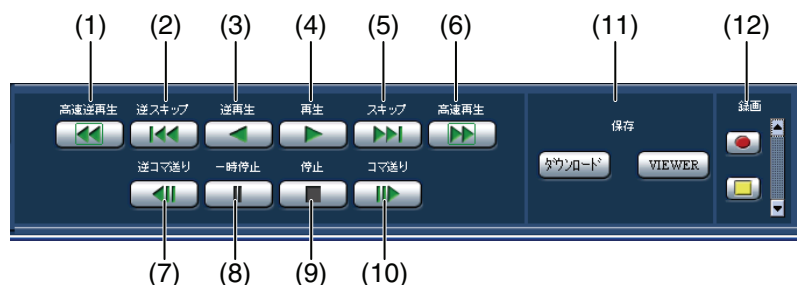 (1) (2) (3) (4) (5) (6) (11) (12)
高速逆再生 逆スキップ 逆再生 再生 スキップ 高速再生 録画
保存
逆コマ送り 一時停止 停止 コマ送り ダウンロード VIEWER
(7) (8) (9) (10)